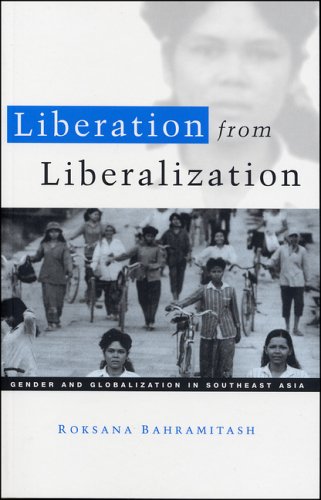 Liberation from
Liberalization
GENDER AND GLOBALIZATION IN SOUTHEAST ASIA
ROKSANA BAHRAMITASH